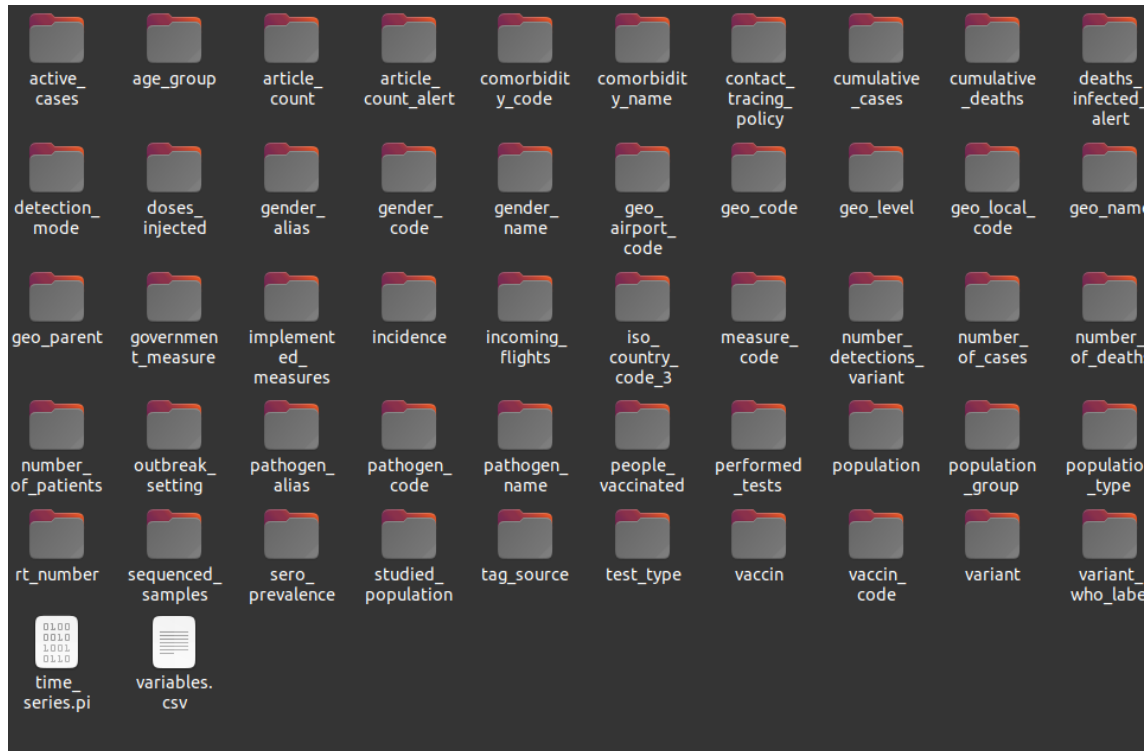 active_
cases
age_group
article_
count
article_
count_alert
comorbidit
y_code
comorbidit
y_name
contact_
tracing_
policy
cumulative
_cases
cumulative
_deaths
deaths_
infected_
alert
detection_
mode
doses_
injected
gender_
alias
gender_
code
gender_
name
geo_
airport_
code
geo_code
geo_level
geo_local_
code
geo_name
geo_parent
governmen
t_measure
implement
ed_
measures
incidence
incoming_
flights
iso_
country_
code_3
measure_
code
number_
detections_
variant
number_
of_cases
number_
of_death
number_
of_patients
outbreak_
setting
pathogen_
alias
pathogen_
code
pathogen_
name
people_
vaccinated
performed
_tests
population
population
_group
populatio
_type
rt_number
sequenced_
samples
sero_
prevalence
studied_
population
tag_source
test_type
vaccin
vaccin_
code
variant
variant_
who_labe
0100
0010
1001
0110
time_
series.pi
variables.
csv